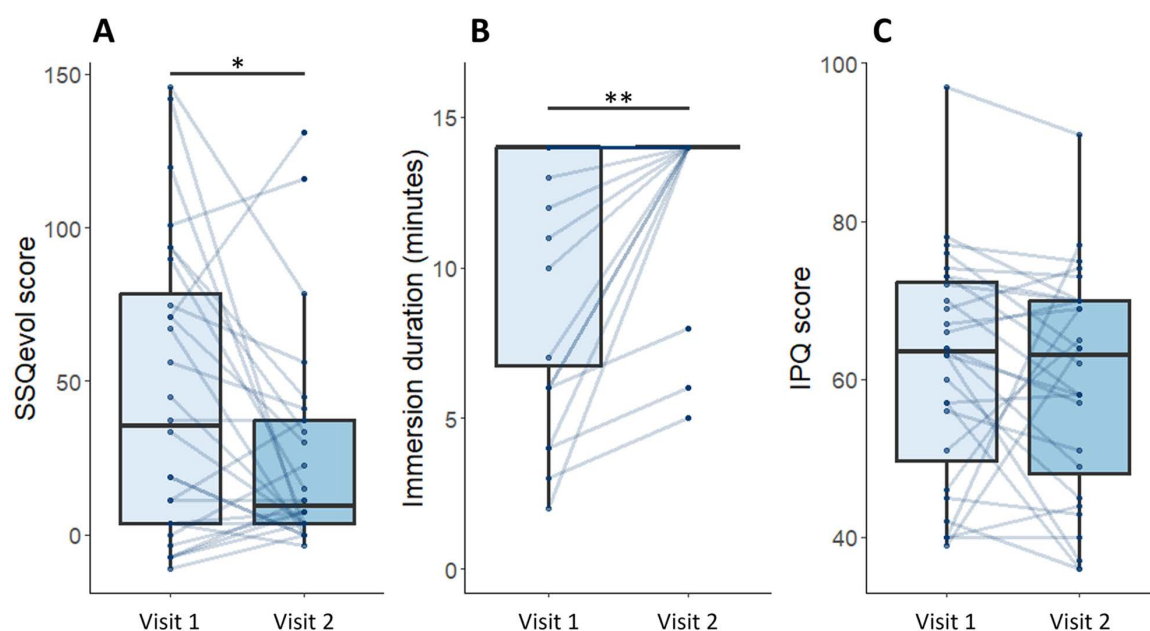 A
*
SSQevol score
150
100
50
0
Visit 1
Visit 2
B
**
Immersion duration (minutes)
15
10
5
0
Visit 1
Visit 2
C
IPQ score
100
80
60
40
Visit 1
Visit 2